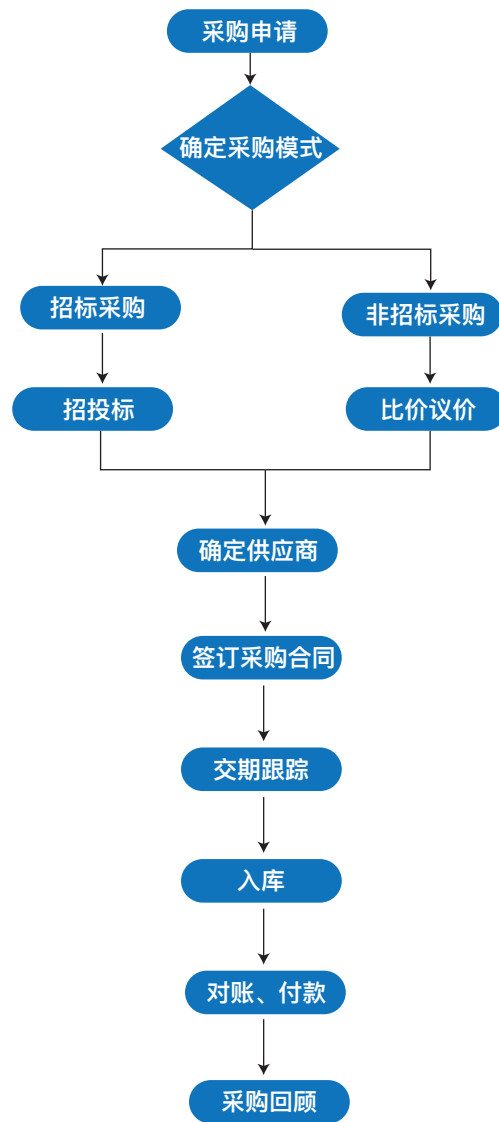 采购申请
确定采购模式
招标采购
非招标采购
招投标
比价议价
确定供应商
签订采购合同
交期跟踪
入库
对账、付款
采购回顾